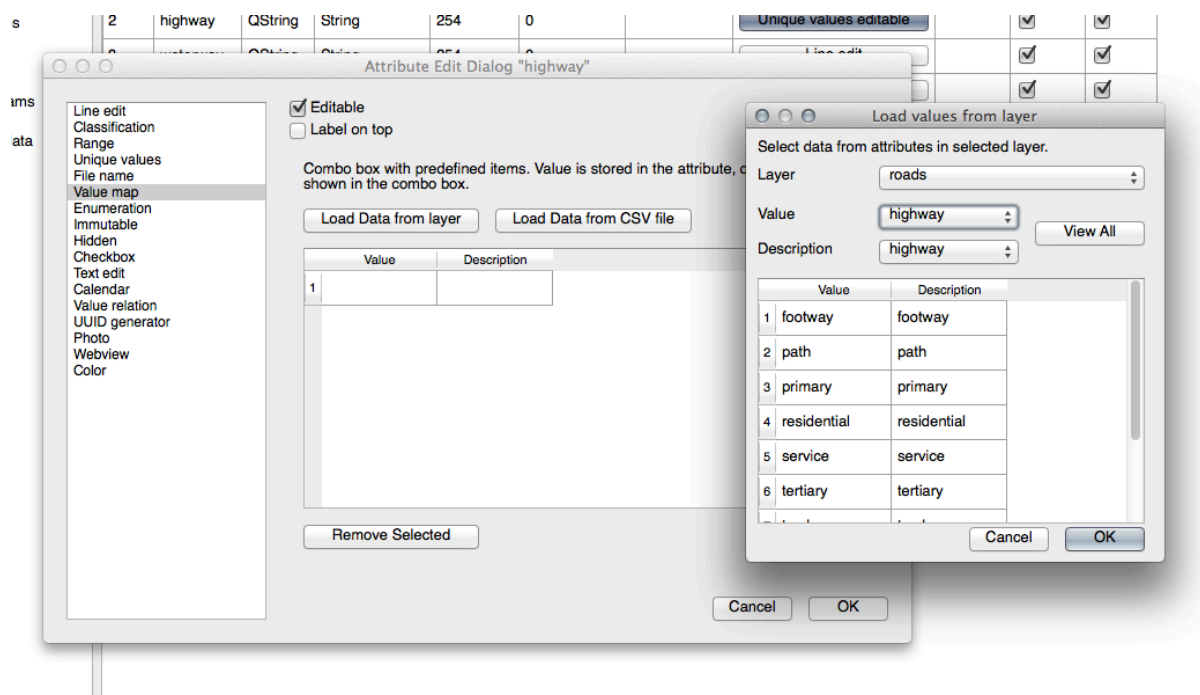 s
2 highway QString String 254 0 Unique values editable
Line edit
ams
ata
Attribute Edit Dialog "highway"
Line edit
Classification
Range
Unique values
File name
Value map
Enumeration
Immutable
Hidden
Checkbox
Text edit
Calendar
Value relation
UUID generator
Photo
Webview
Color
Editable
Label on top
Combo box with predefined items. Value is stored in the attribute,
shown in the combo box.
Load Data from layer Load Data from CSV file
Value Description
1
Remove Selected
Cancel OK
Load values from layer
Select data from attributes in selected layer.
Layer roads
Value highway
View All
Description highway
Value Description
1 footway footway
2 path path
3 primary primary
4 residential residential
5 service service
6 tertiary tertiary
Cancel OK